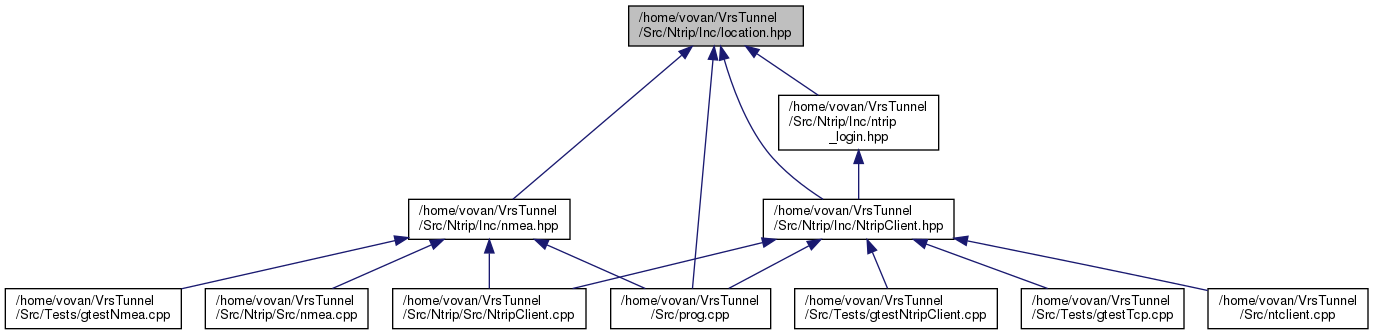 /home/vovan/VrsTunnel
/Src/Ntrip/Inc/location.hpp
/home/vovan/VrsTunnel
/Src/Ntrip/Inc/ntrip
_login.hpp
/home/vovan/VrsTunnel
/Src/Ntrip/Inc/nmea.hpp
/home/vovan/VrsTunnel
/Src/Ntrip/Inc/NtripClient.hpp
/home/vovan/VrsTunnel
/Src/Tests/gtestNmea.cpp
/home/vovan/VrsTunnel
/Src/Ntrip/Src/nmea.cpp
/home/vovan/VrsTunnel
/Src/Ntrip/Src/NtripClient.cpp
/home/vovan/VrsTunnel
/Src/prog.cpp
/home/vovan/VrsTunnel
/Src/Tests/gtestNtripClient.cpp
/home/vovan/VrsTunnel
/Src/Tests/gtestTcp.cpp
/home/vovan/VrsTunnel
/Src/ntclient.cpp